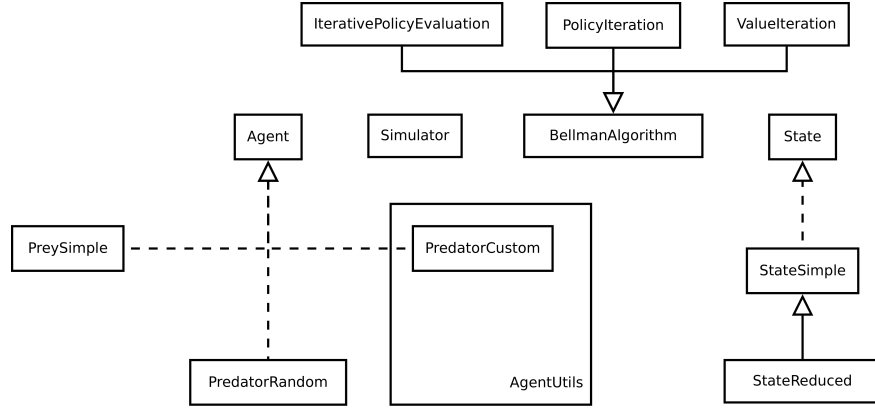 IterativePolicyEvaluation
PolicyIteration
ValueIteration
Agent
Simulator
BellmanAlgorithm
State
PreySimple
PredatorCustom
StateSimple
PredatorRandom
AgentUtils
StateReduced